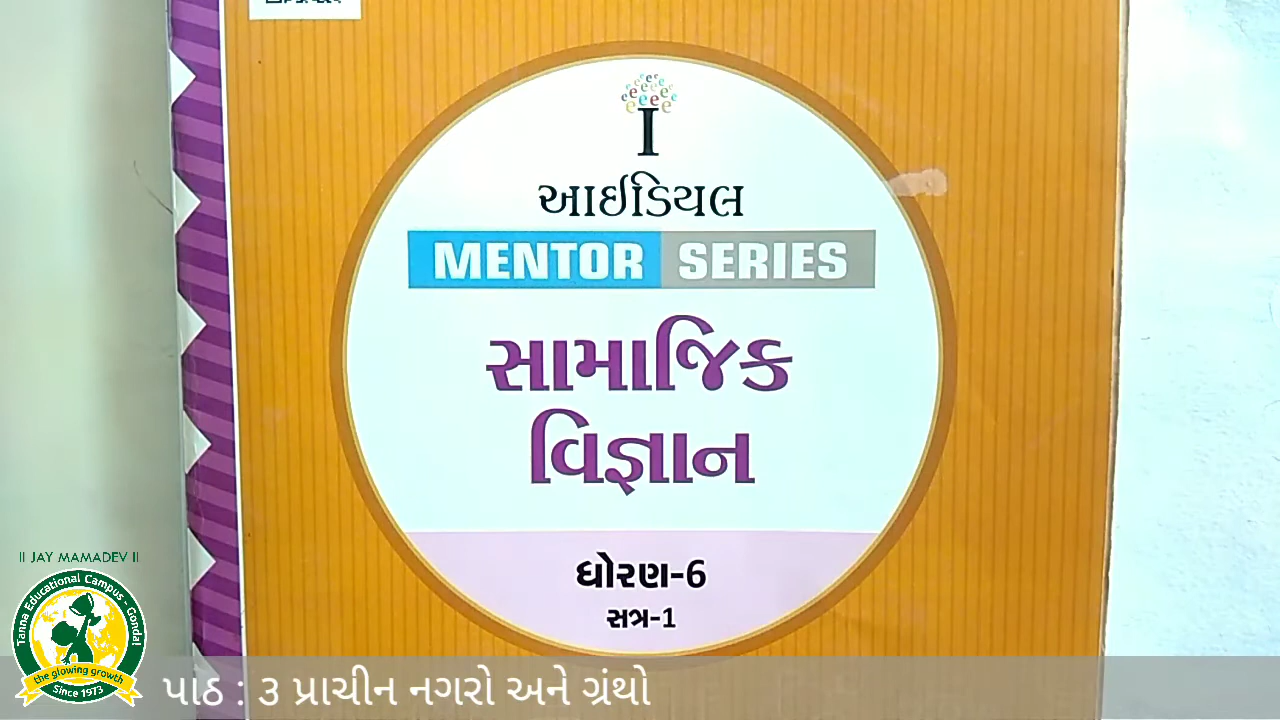 I
આઈડિયલ
MENTOR SERIES
સામાજિક
વિજ્ઞાન
ધોરણ-6
સત્ર-1
॥ JAY MAMADEV ॥
Tanna Educational Campus - Gondal
the glowing growth
Since 1973
પાઠ : ૩ પ્રાચીન નગરો અને ગ્રંથો